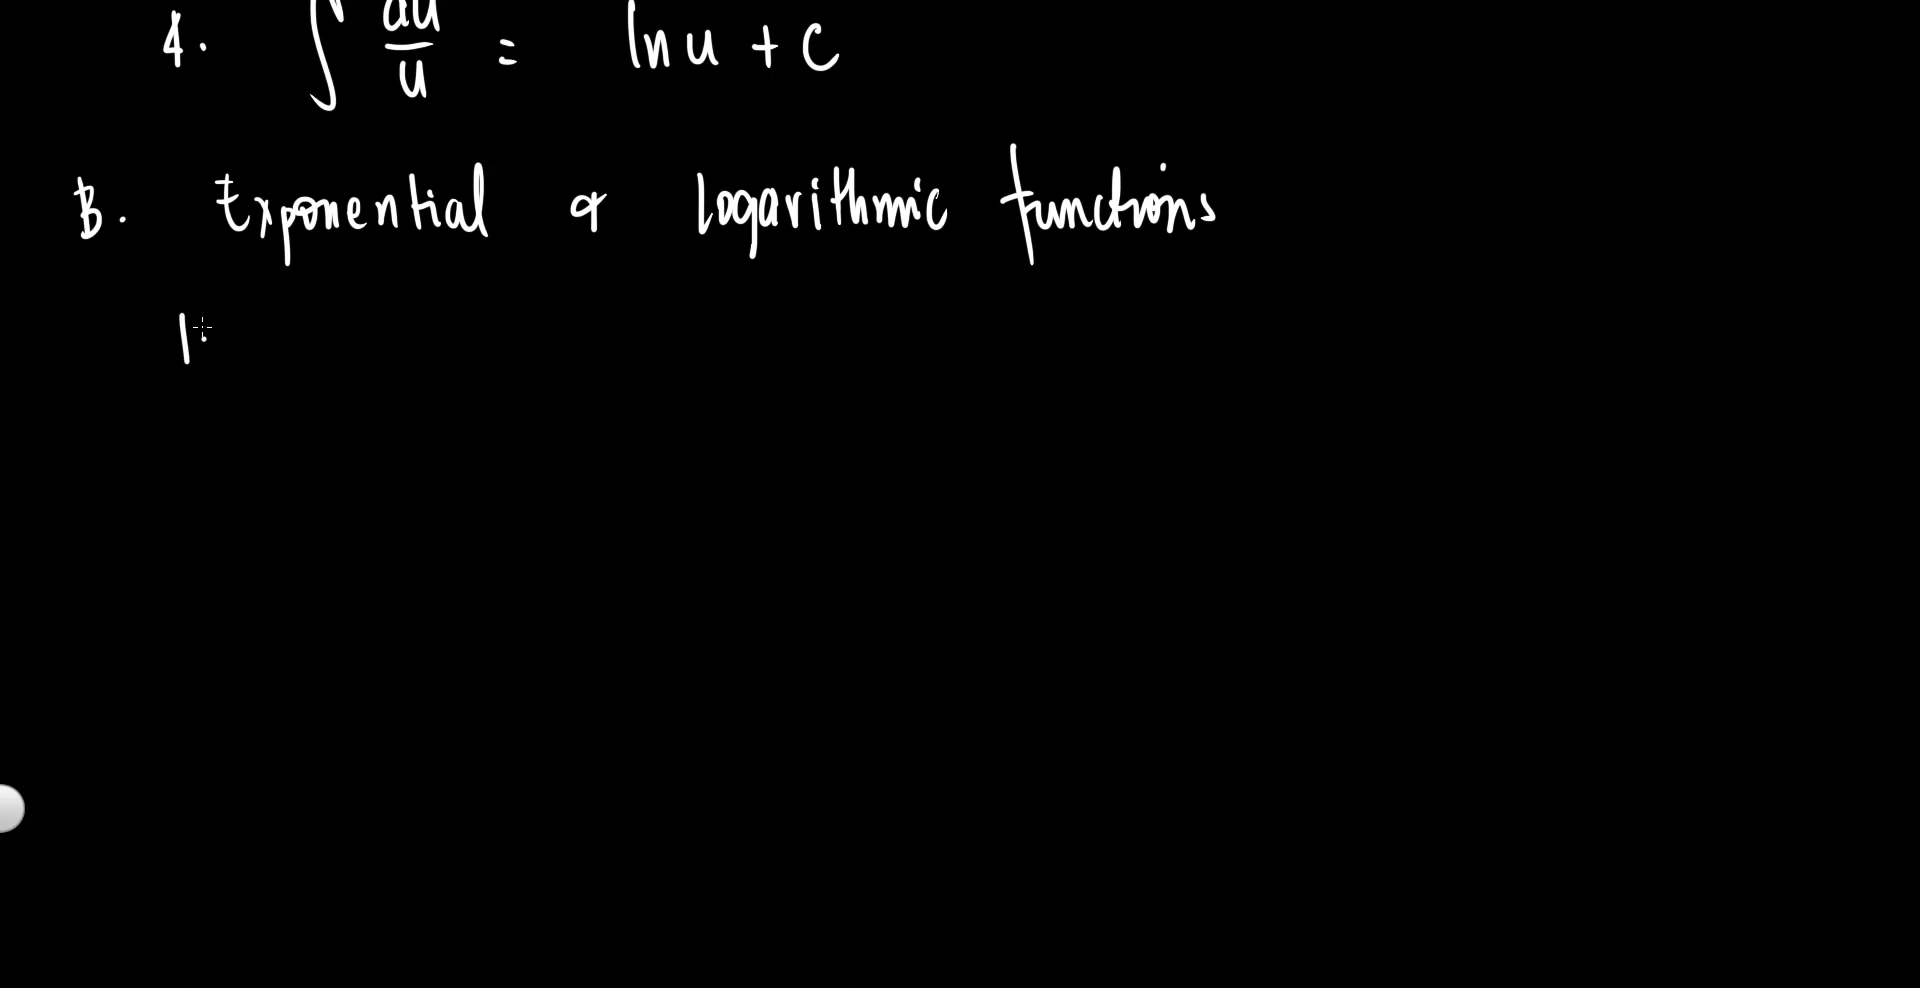 4. ∫ du/u = ln u + c
B. Exponential & logarithmic functions
1.